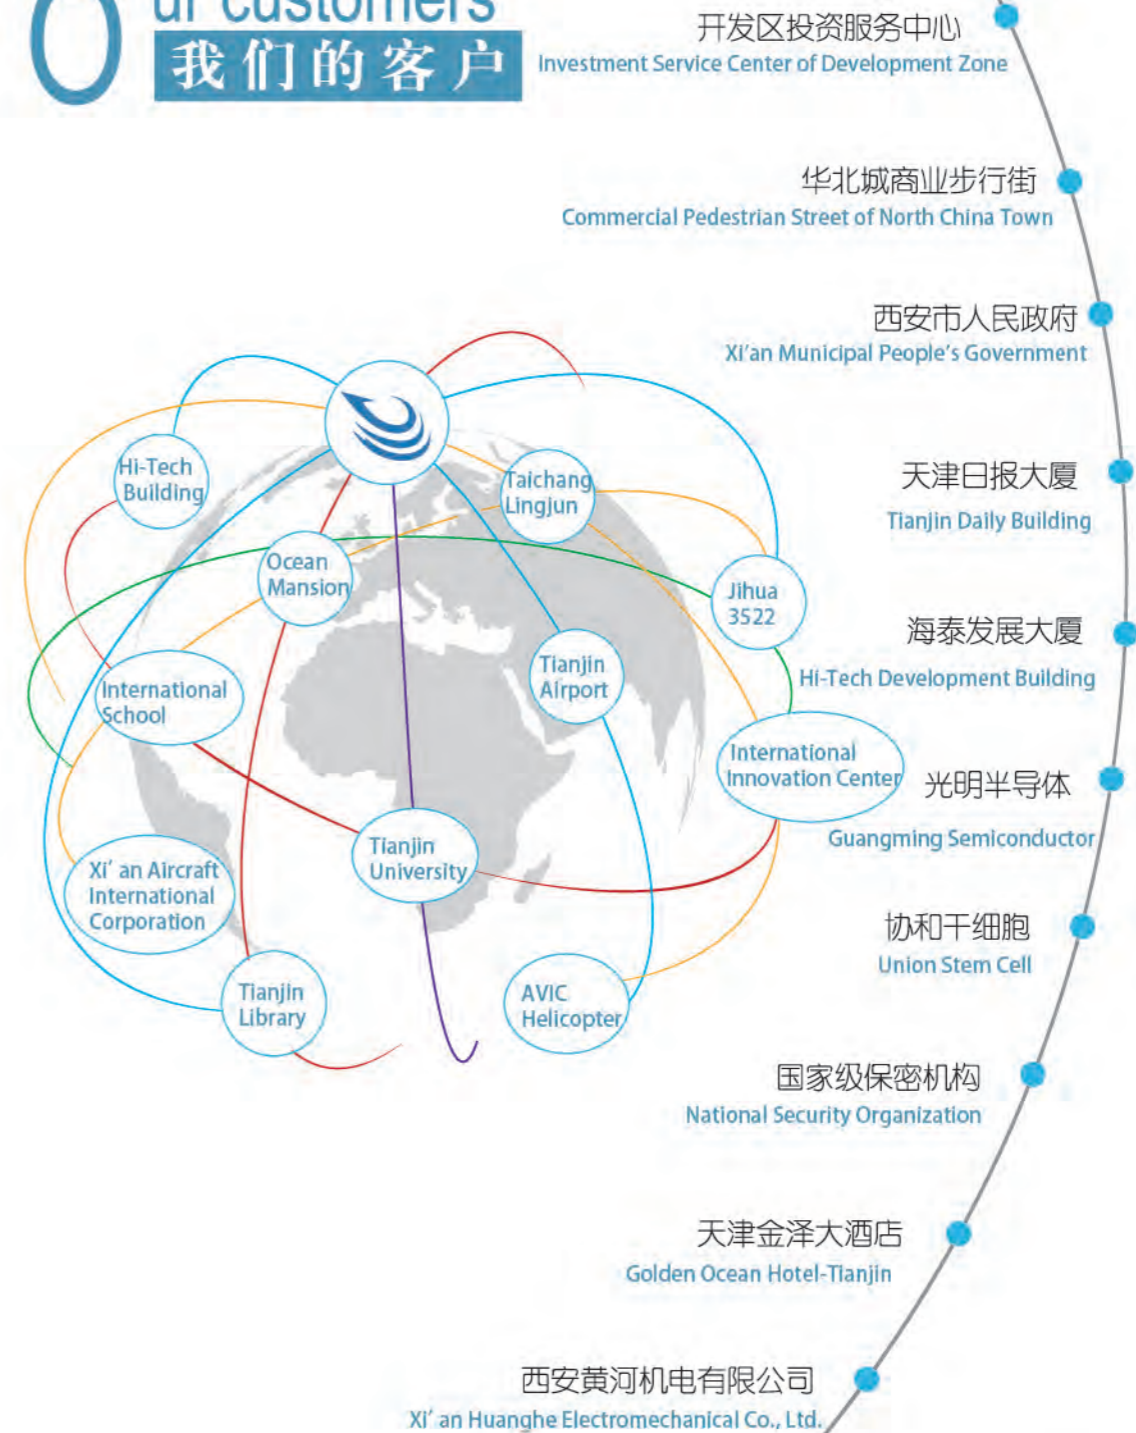 Our customers
我们的客户
开发区投资服务中心
Investment Service Center of Development Zone
华北城商业步行街
Commercial Pedestrian Street of North China Town
西安市人民政府
Xi'an Municipal People's Government
天津日报大厦
Tianjin Daily Building
海泰发展大厦
Hi-Tech Development Building
光明半导体
Guangming Semiconductor
协和干细胞
Union Stem Cell
国家级保密机构
National Security Organization
天津金泽大酒店
Golden Ocean Hotel-Tianjin
西安黄河机电有限公司
Xi' an Huanghe Electromechanical Co., Ltd.
Hi-Tech
Building
Taichang
Lingjun
Ocean
Mansion
Jihua
3522
Tianjin
Airport
International
School
International
Innovation Center
Tianjin
University
Xi' an Aircraft
International
Corporation
Tianjin
Library
AVIC
Helicopter